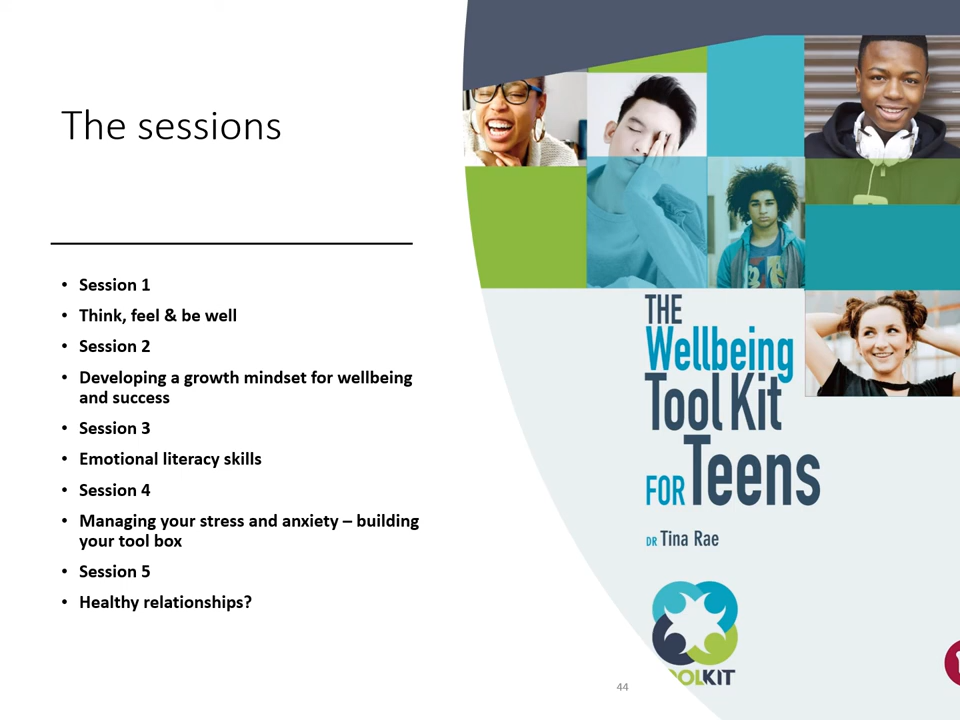 The sessions
• Session 1
• Think, feel & be well
• Session 2
• Developing a growth mindset for wellbeing
and success
• Session 3
• Emotional literacy skills
• Session 4
• Managing your stress and anxiety – building
your tool box
• Session 5
• Healthy relationships?
THE
Wellbeing
Tool Kit
FOR Teens
DR Tina Rae
OLKIT
44